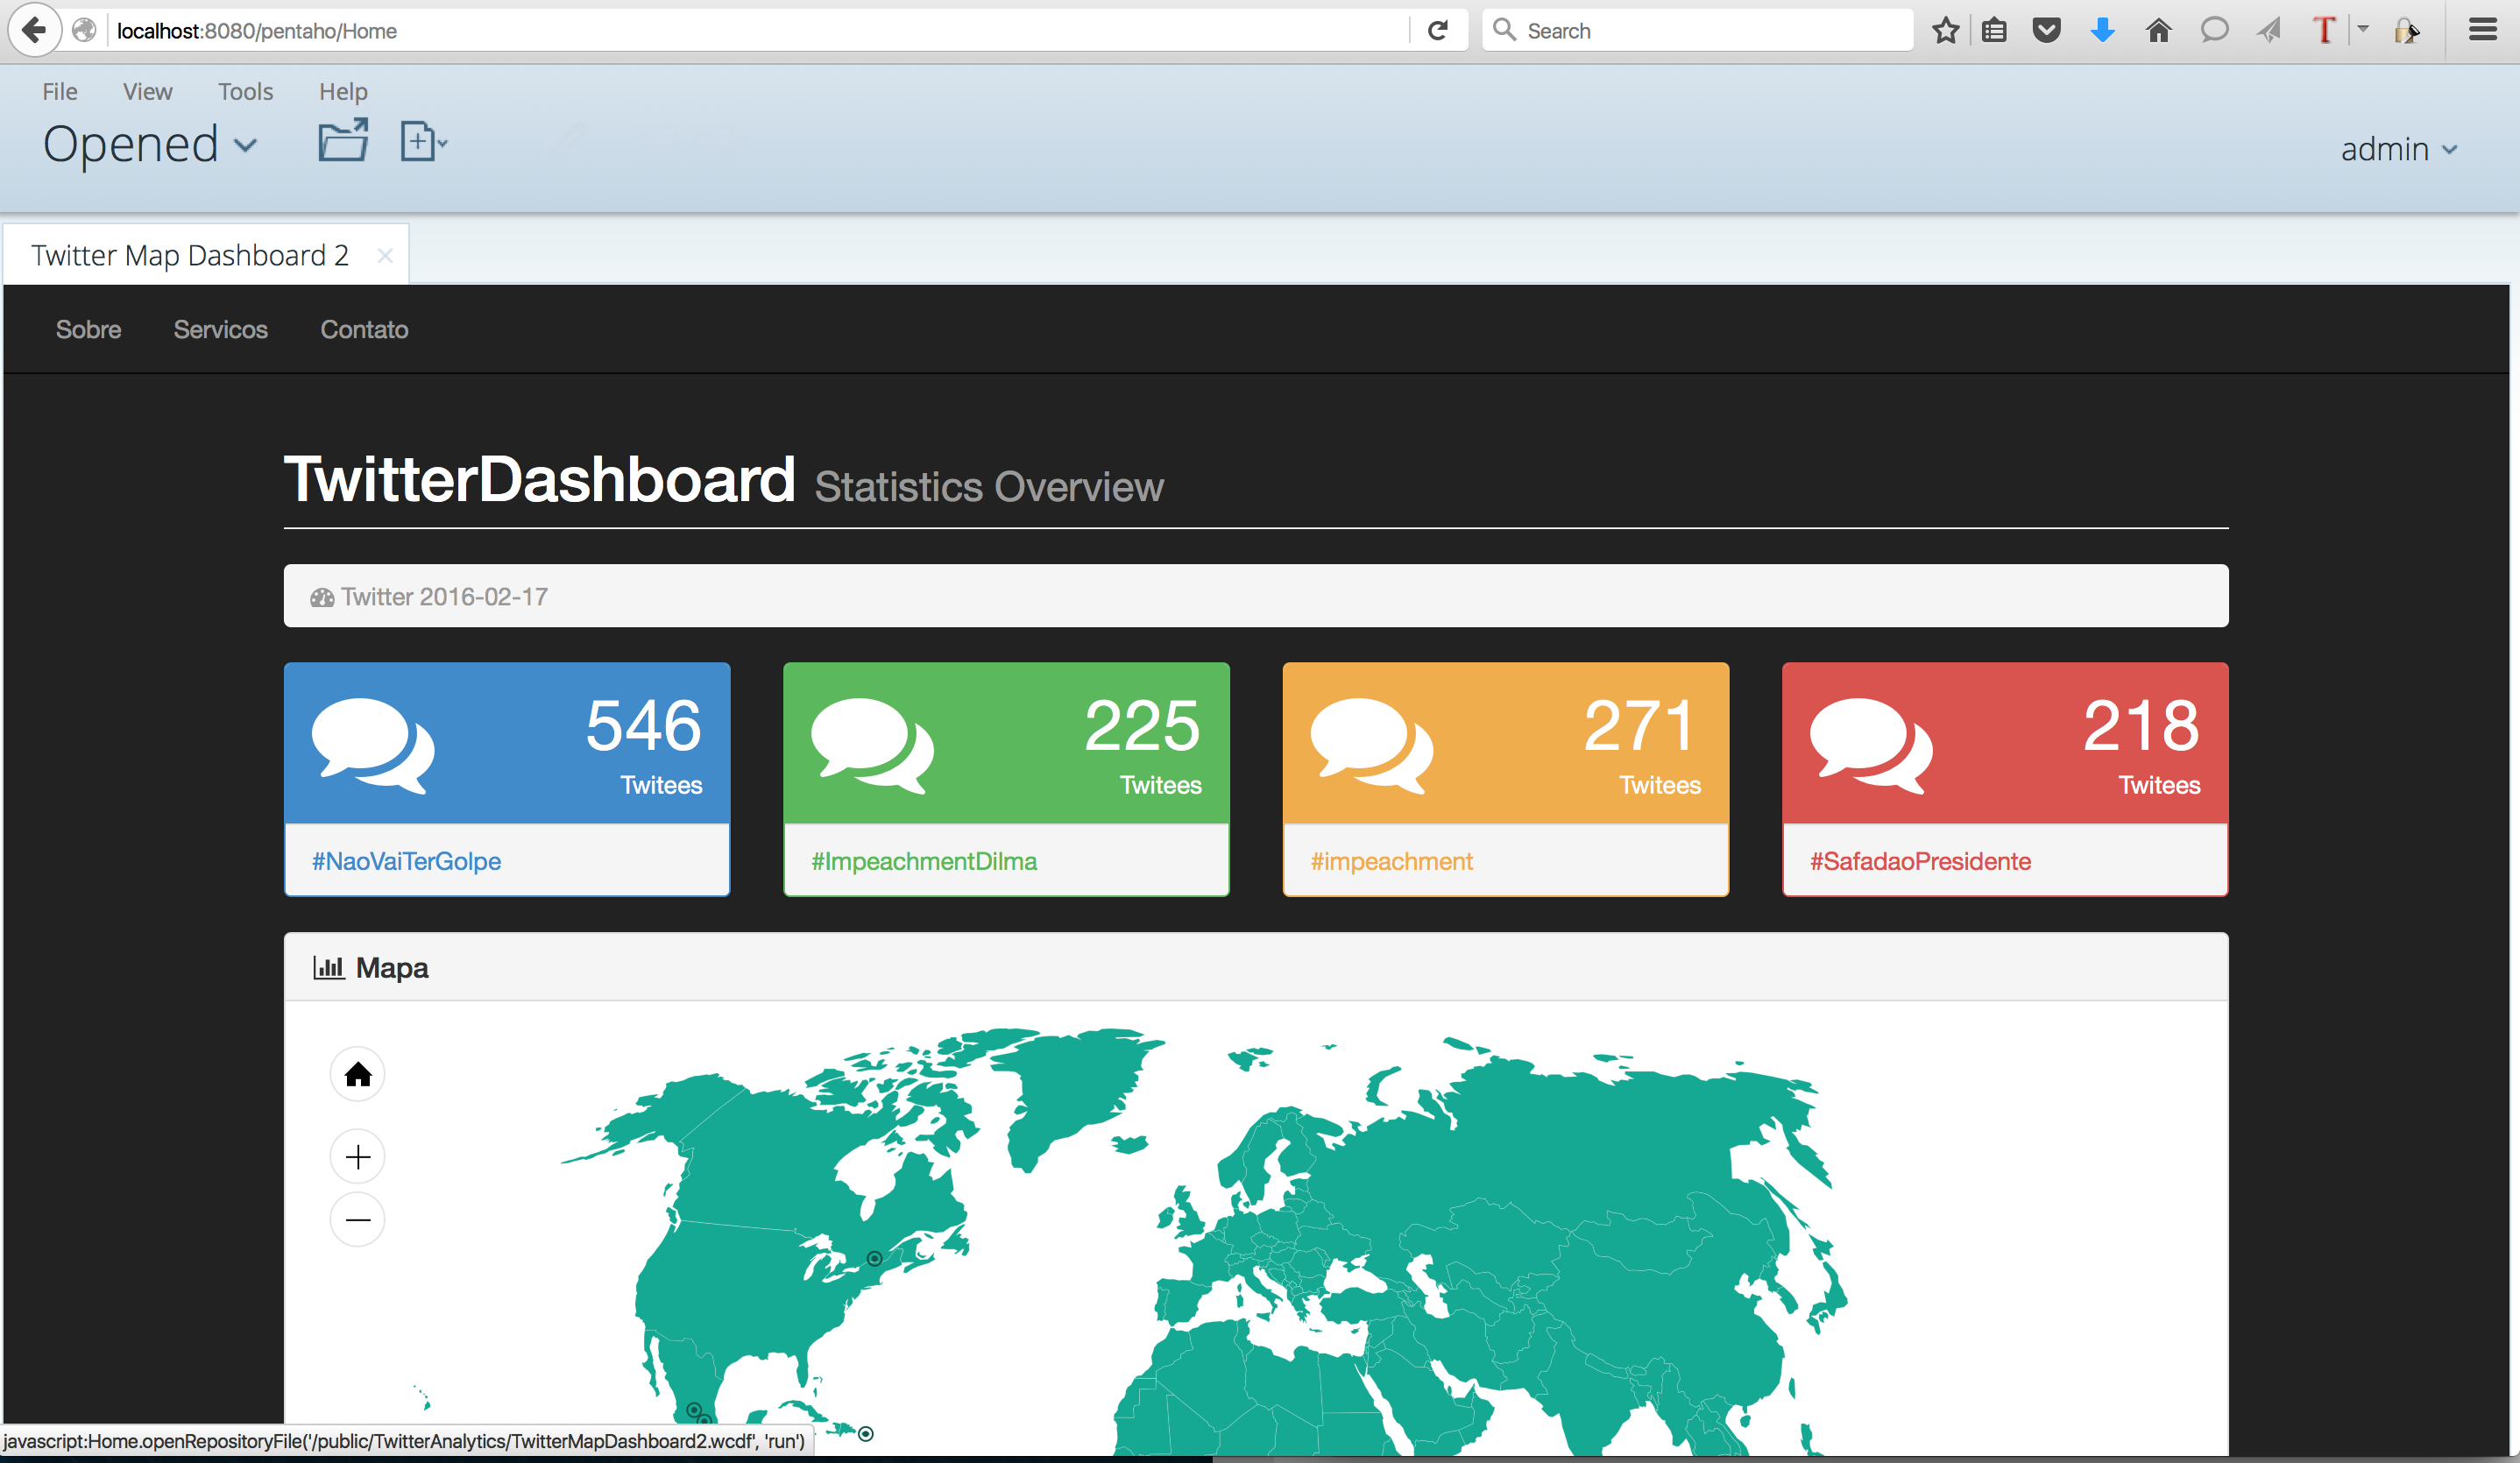 localhost:8080/pentaho/Home
Search
T
File View Tools Help
Opened
admin
Twitter Map Dashboard 2
Sobre Servicos Contato
TwitterDashboard Statistics Overview
Twitter 2016-02-17
546 225 271 218
Twitees Twitees Twitees Twitees
#NaoVaiTerGolpe #ImpeachmentDilma #impeachment #SafadaoPresidente
Mapa
javascript:Home.openRepositoryFile('/public/TwitterAnalytics/TwitterMapDashboard2.wcdf', 'run')